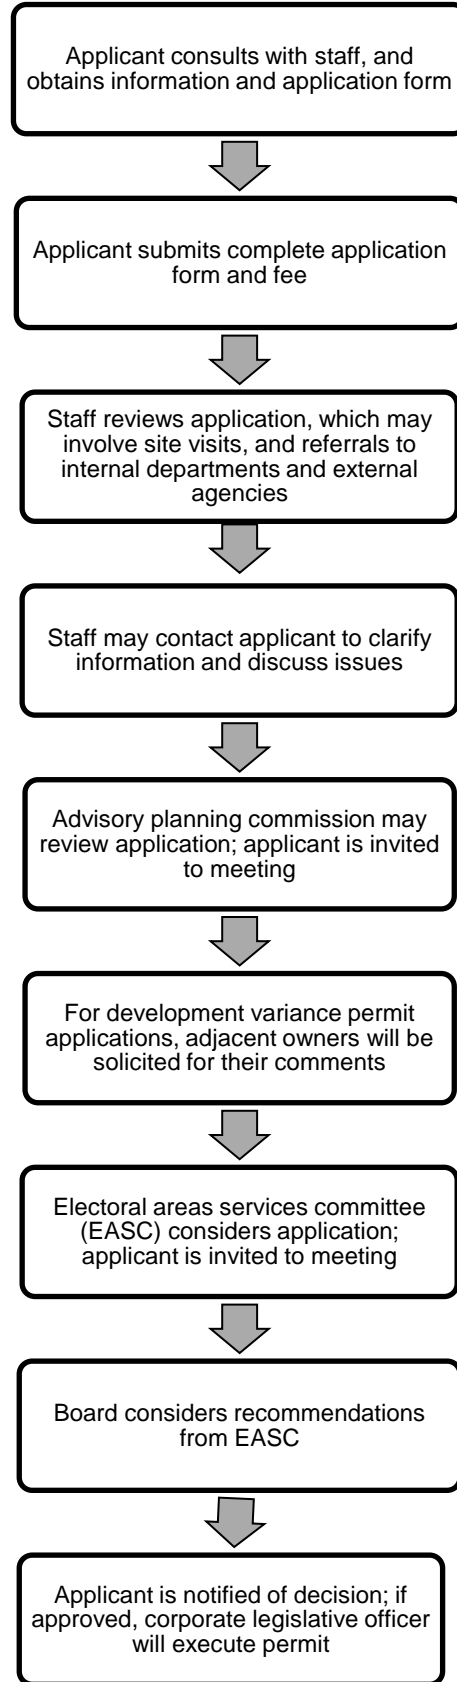 Applicant consults with staff, and
obtains information and application form
Applicant submits complete application
form and fee
Staff reviews application, which may
involve site visits, and referrals to
internal departments and external
agencies
Staff may contact applicant to clarify
information and discuss issues
Advisory planning commission may
review application; applicant is invited
to meeting
For development variance permit
applications, adjacent owners will be
solicited for their comments
Electoral areas services committee
(EASC) considers application;
applicant is invited to meeting
Board considers recommendations
from EASC
Applicant is notified of decision; if
approved, corporate legislative officer
will execute permit